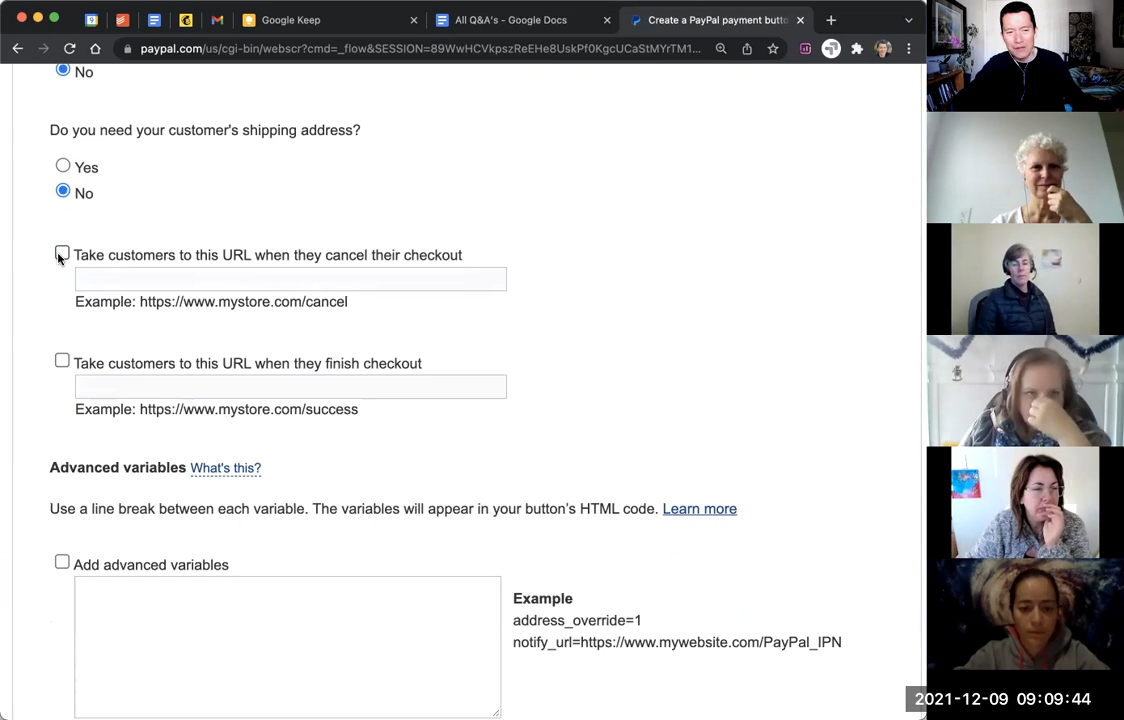 Google Keep
All Q&A's - Google Docs
Create a PayPal payment butto
paypal.com/us/cgi-bin/webscr?cmd=_flow&SESSION=89WwHCVkpszReEHe8UskPf0KgcUCaStMYrTM1...
No
Do you need your customer's shipping address?
Yes
No
Take customers to this URL when they cancel their checkout
Example: https://www.mystore.com/cancel
Take customers to this URL when they finish checkout
Example: https://www.mystore.com/success
Advanced variables What's this?
Use a line break between each variable. The variables will appear in your button's HTML code. Learn more
Add advanced variables
Example
address_override=1
notify_url=https://www.mywebsite.com/PayPal_IPN
2021-12-09 09:09:44